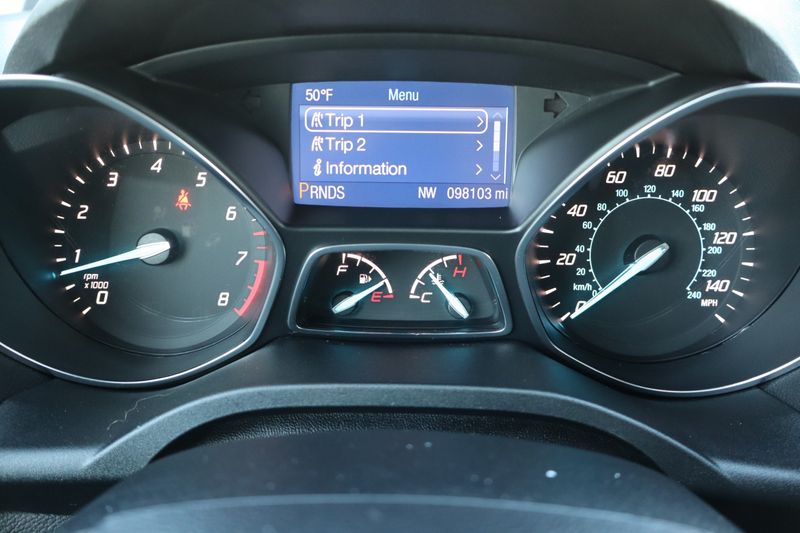 50°F Menu
Trip 1
Trip 2
Information
PRNDS NW 098103 mi
0 1 2 3 4 5 6 7 8
rpm
x1000
F E
C H
0 20 40 60 80 100 120 140
MPH
km/h
0 20 40 60 80 100 120 140 160 180 200 220 240